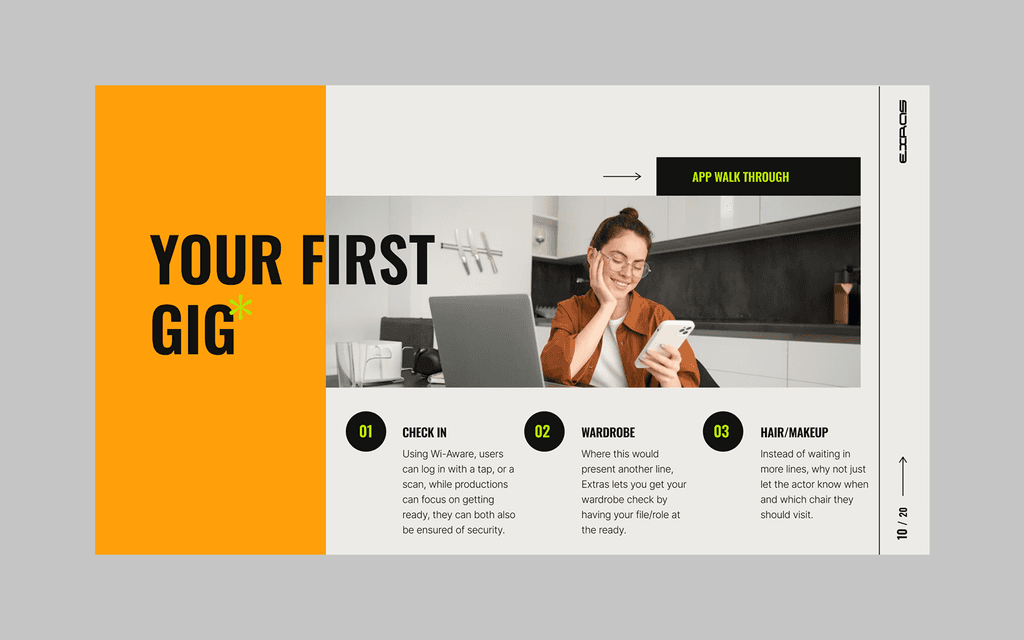 EXRAS
APP WALK THROUGH
YOUR FIRST
GIG*
01
CHECK IN
Using Wi-Aware, users
can log in with a tap, or a
scan, while productions
can focus on getting
ready, they can both also
be ensured of security.
02
WARDROBE
Where this would
present another line,
Extras lets you get your
wardrobe check by
having your file/role at
the ready.
03
HAIR/MAKEUP
Instead of waiting in
more lines, why not just
let the actor know when
and which chair they
should visit.
10 / 20